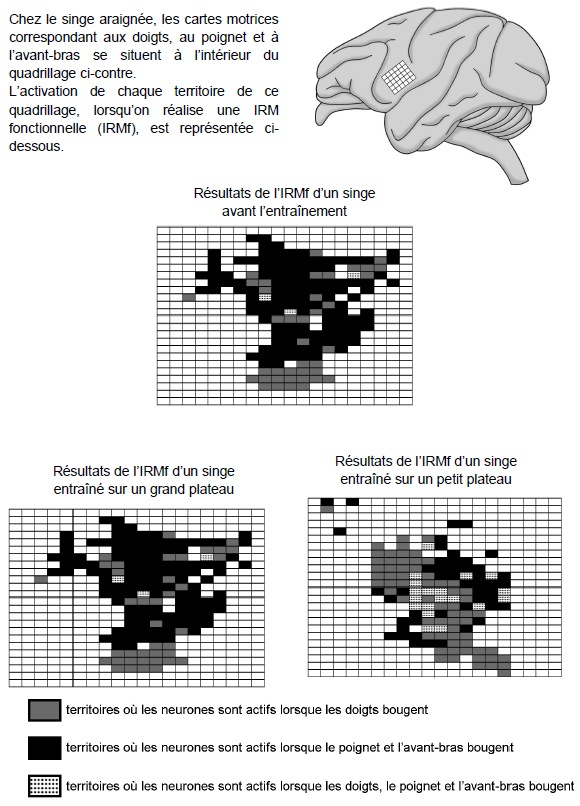 Chez le singe araignée, les cartes motrices
correspondant aux doigts, au poignet et à
l’avant-bras se situent à l’intérieur du
quadrillage ci-contre.
L’activation de chaque territoire de ce
quadrillage, lorsqu’on réalise une IRM
fonctionnelle (IRMf), est représentée ci-
dessous.
Résultats de l’IRMf d’un singe
avant l’entraînement
Résultats de l’IRMf d’un singe
entraîné sur un grand plateau
Résultats de l’IRMf d’un singe
entraîné sur un petit plateau
territoires où les neurones sont actifs lorsque les doigts bougent
territoires où les neurones sont actifs lorsque le poignet et l’avant-bras bougent
territoires où les neurones sont actifs lorsque les doigts, le poignet et l’avant-bras bougent